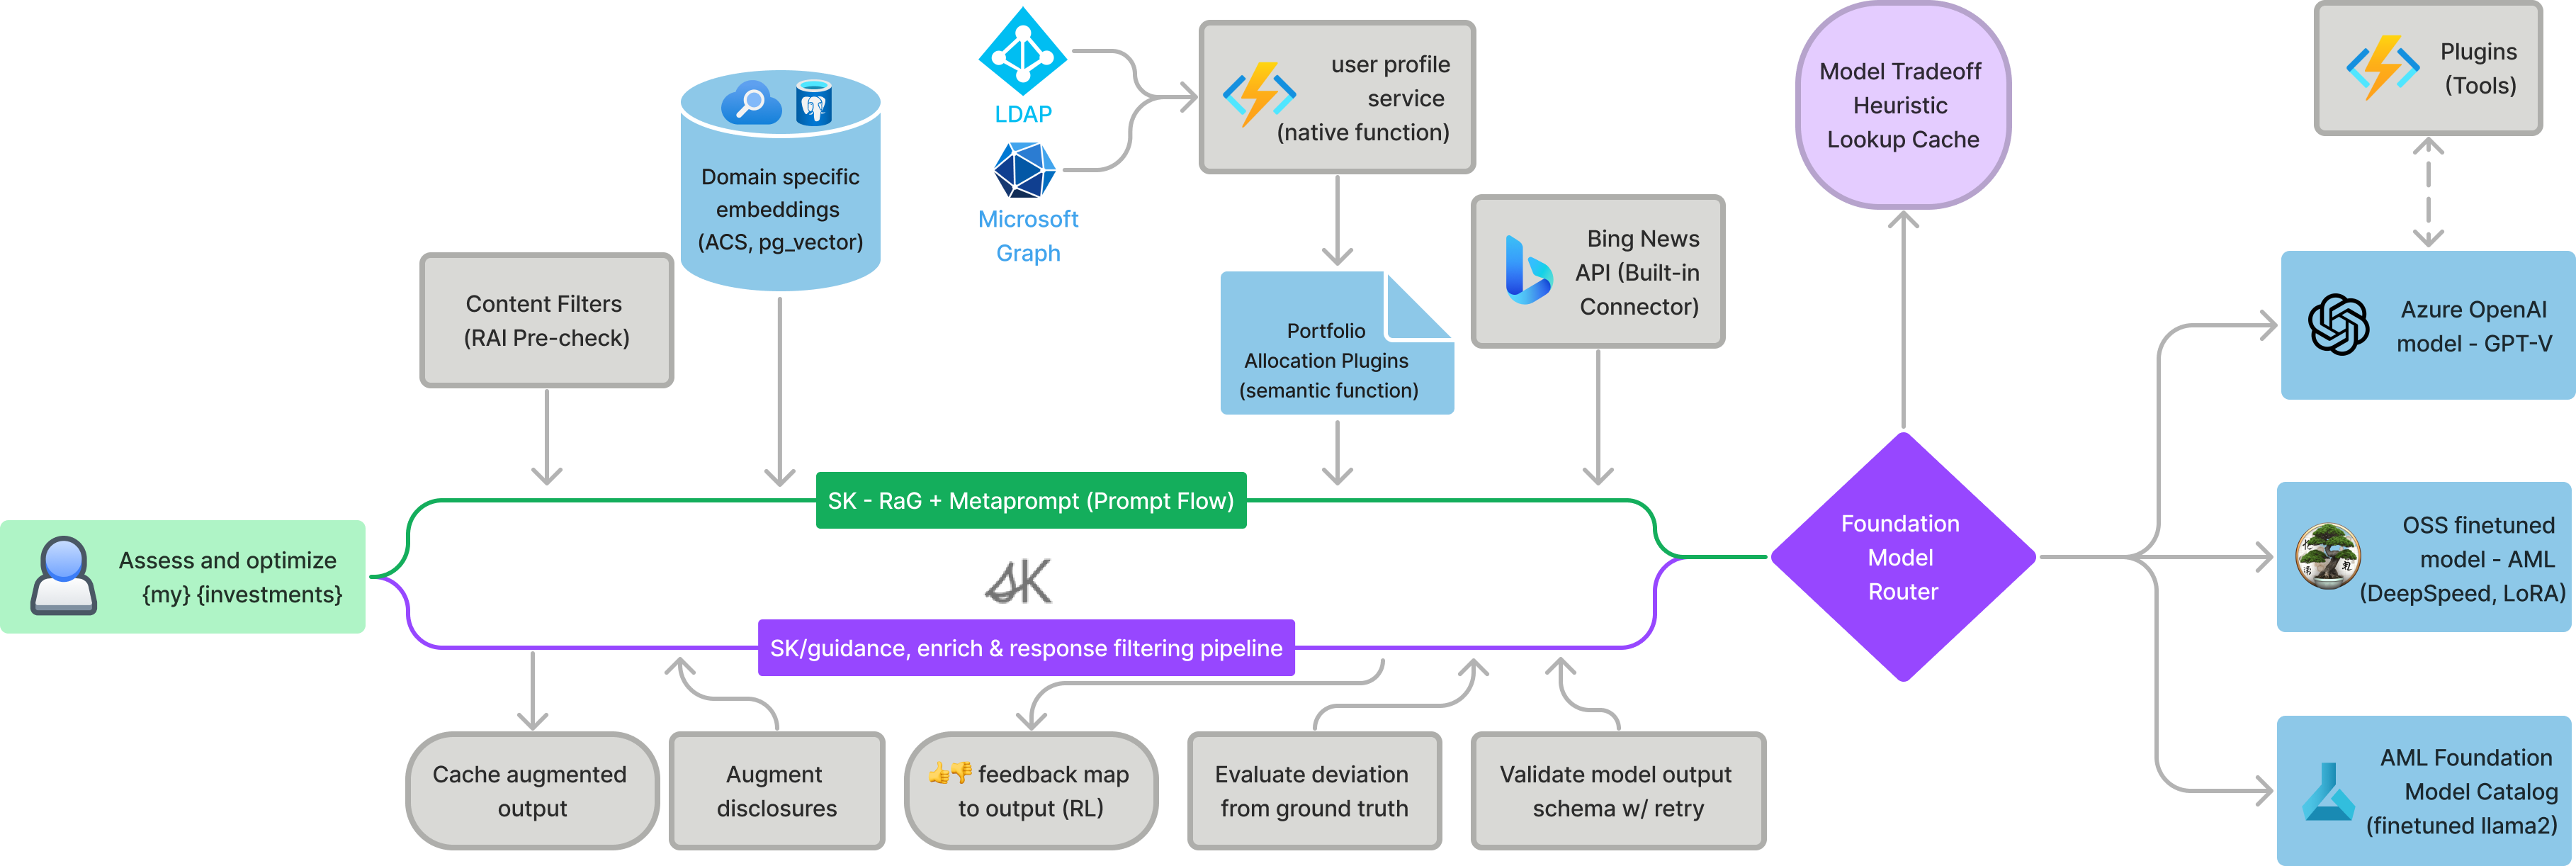 LDAP
Microsoft
Graph
user profile
service
(native function)
Model Tradeoff
Heuristic
Lookup Cache
Plugins
(Tools)
Domain specific
embeddings
(ACS, pg_vector)
Content Filters
(RAI Pre-check)
Bing News
API (Built-in
Connector)
Portfolio
Allocation Plugins
(semantic function)
Azure OpenAI
model - GPT-V
SK - RaG + Metaprompt (Prompt Flow)
Assess and optimize
{my} {investments}
SK
Foundation
Model
Router
OSS finetuned
model - AML
(DeepSpeed, LoRA)
SK/guidance, enrich & response filtering pipeline
Cache augmented
output
Augment
disclosures
👍👎 feedback map
to output (RL)
Evaluate deviation
from ground truth
Validate model output
schema w/ retry
AML Foundation
Model Catalog
(finetuned llama2)